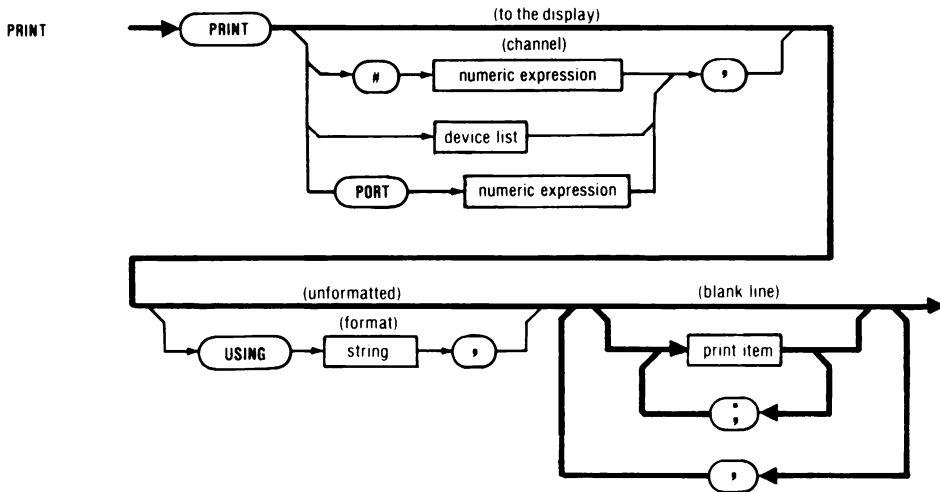 PRINT
PRINT
(to the display)
(channel)
#
numeric expression
,
device list
PORT
numeric expression
(unformatted)
(blank line)
(format)
USING
string
,
print item
;
,